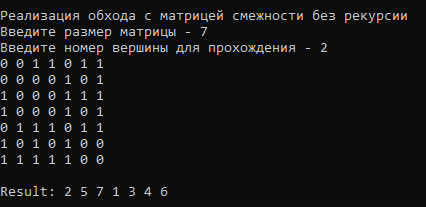 Реализация обхода с матрицей смежности без рекурсии
Введите размер матрицы - 7
Введите номер вершины для прохождения - 2
0 0 1 1 0 1 1
0 0 0 0 1 0 1
1 0 0 0 1 1 1
1 0 0 0 1 0 1
0 1 1 1 0 1 1
1 0 1 0 1 0 0
1 1 1 1 1 0 0
Result: 2 5 7 1 3 4 6